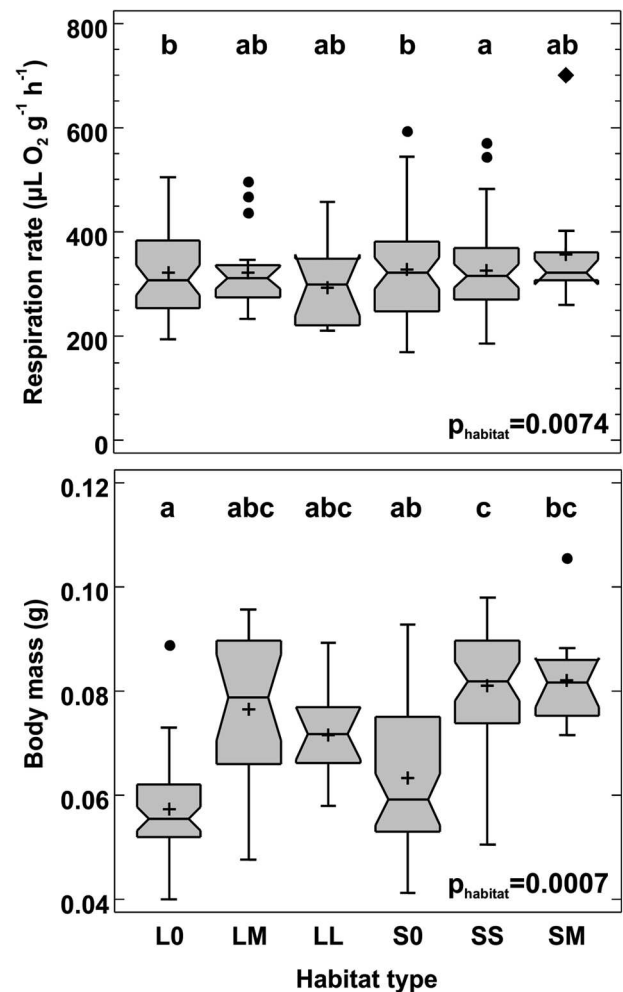 800
600
400
200
0
Respiration rate (µL O₂ g⁻¹ h⁻¹)
b ab ab b a ab
p_habitat=0.0074
0.12
0.10
0.08
0.06
0.04
Body mass (g)
a abc abc ab c bc
p_habitat=0.0007
L0 LM LL S0 SS SM
Habitat type